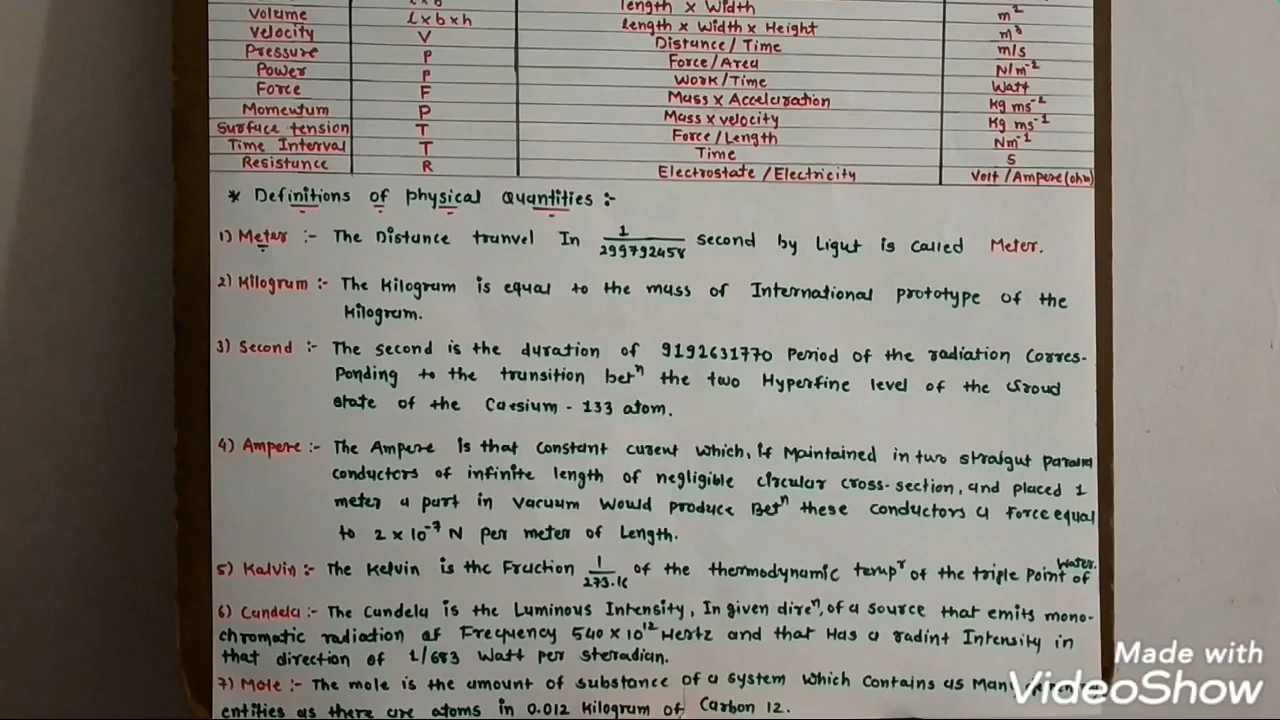 length x Width m²
Volume l x b x h length x Width x Height m³
Velocity V Distance / Time m/s
Pressure P Force / Area N/m⁻²
Power P Work / Time Watt
Force F Mass x Acceleration Kg ms⁻²
Momentum P Mass x velocity Kg ms⁻¹
Surface tension T Force / Length Nm⁻¹
Time Interval T Time S
Resistance R Electrostate / Electricity Volt / Ampere (ohm)
* Definitions of physical Quantities :-
1) Meter :- The Distance tranvel In 1/299792458 second by Ligut is called Meter.
2) Kilogram :- The Kilogram is equal to the mass of International prototype of the
Kilogram.
3) Second :- The second is the duration of 9192631770 Period of the radiation Corres-
Ponding to the transition betⁿ the two Hyperfine level of the Groud
state of the Caesium - 133 atom.
4) Ampere :- The Ampere is that constant curent which, if Maintained in two straigut parallel
conductors of infinite length of negligible circular cross-section, and placed 1
meter a part in vacuum would produce Betⁿ these conductors a force equal
to 2 x 10⁻⁷ N per meter of Length.
5) Kalvin :- The Kelvin is the Fraction 1/273.16 of the thermodynamic tempʳ of the triple Point of Water.
6) Candela :- The Candela is the Luminous Intensity, In given direⁿ, of a source that emits mono-
chromatic radiation of Frequency 540 x 10¹² Hertz and that Has a radint Intensity in
that direction of 1/683 Watt per steradian.
7) Mole :- The mole is the amount of substance of a system which contains as Many
entities as there are atoms in 0.012 Kilogram of Carbon 12.
Made with
VideoShow